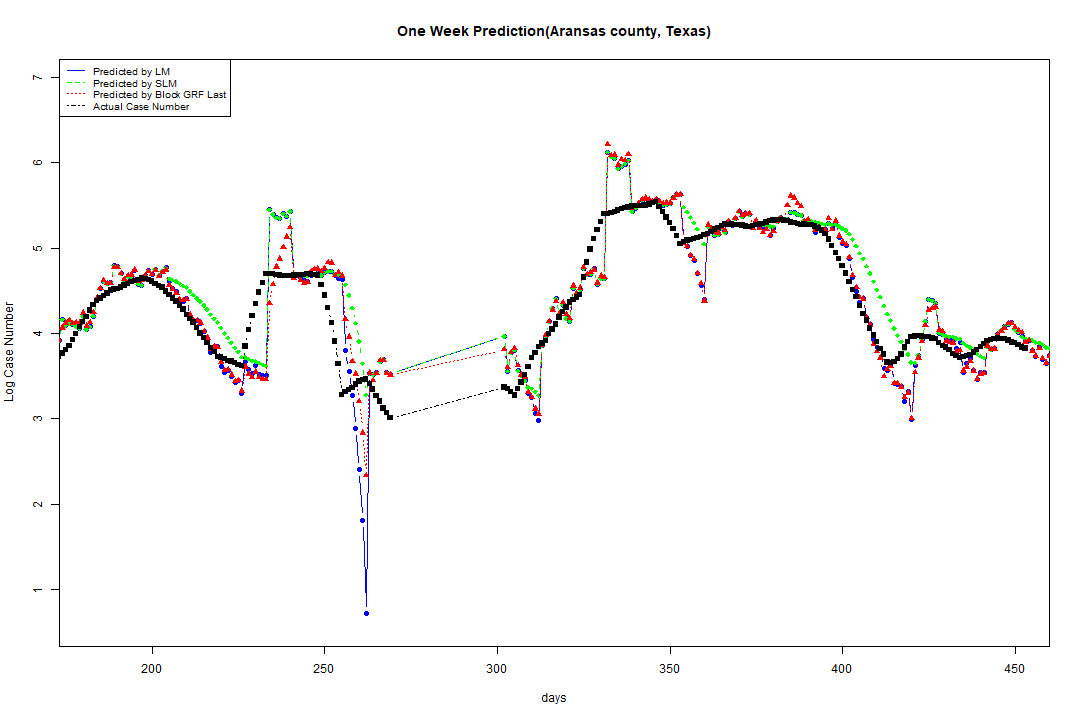 One Week Prediction(Aransas county, Texas)
Predicted by LM
Predicted by SLM
Predicted by Block GRF Last
Actual Case Number
7
6
5
4
3
2
1
Log Case Number
200 250 300 350 400 450
days